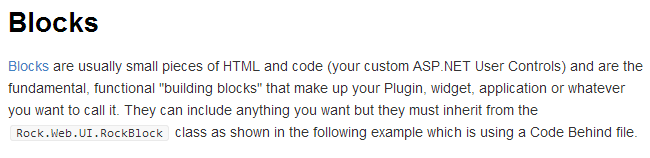 Blocks
Blocks are usually small pieces of HTML and code (your custom ASP.NET User Controls) and are the
fundamental, functional "building blocks" that make up your Plugin, widget, application or whatever
you want to call it. They can include anything you want but they must inherit from the
Rock.Web.UI.RockBlock class as shown in the following example which is using a Code Behind file.